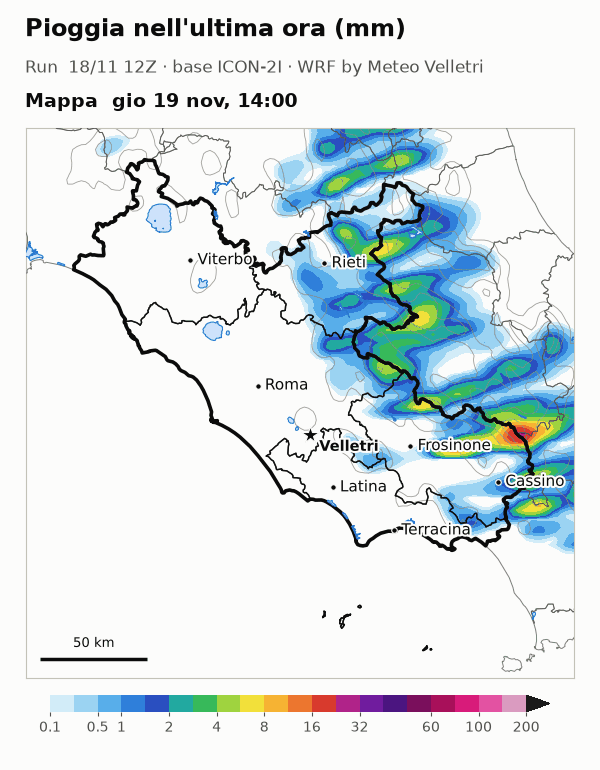 Pioggia nell'ultima ora (mm)
Run  18/11 12Z · base ICON-2I · WRF by Meteo Velletri
Mappa  gio 19 nov, 14:00
Viterbo
Rieti
Roma
Velletri
Frosinone
Cassino
Latina
Terracina
50 km
0.1 0.5 1 2 4 8 16 32 60 100 200